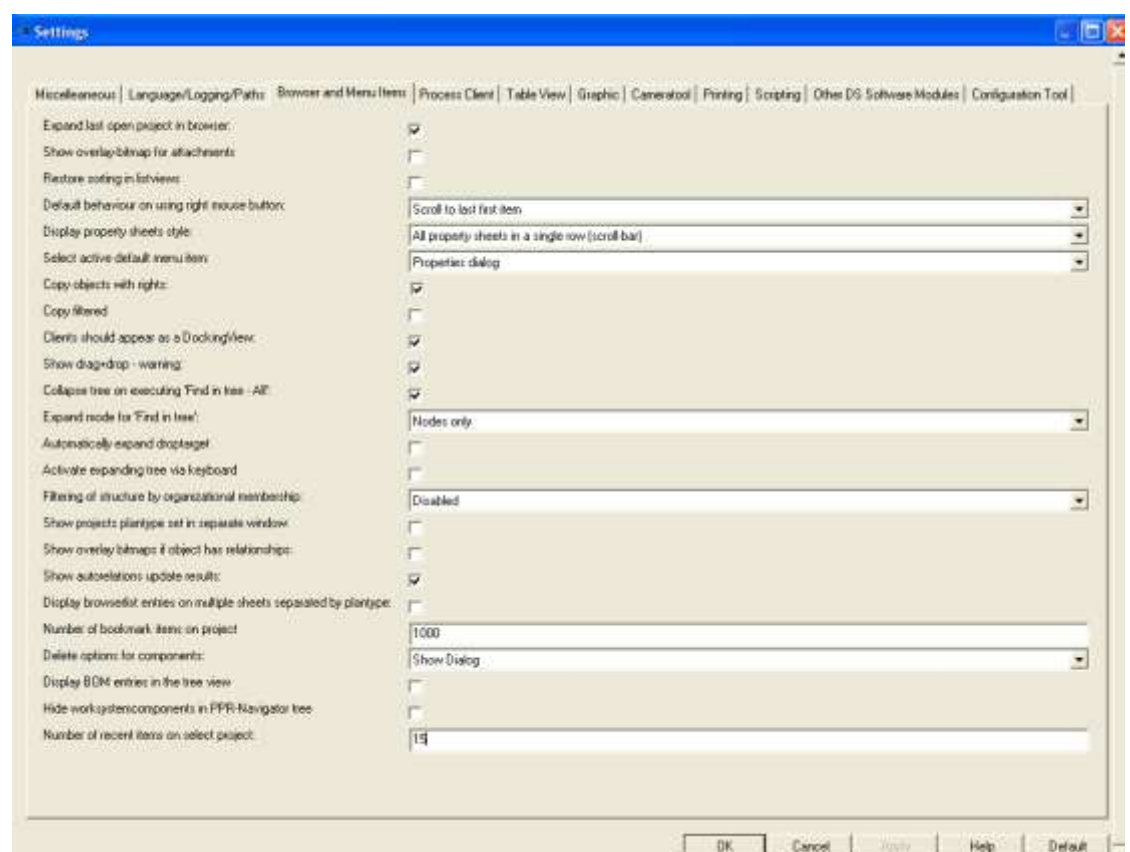 Settings
Miscelleaneous Language/Logging/Paths Browser and Menu Items Process Client Table View Graphic Cameratool Printing Scripting Other DS Software Modules Configuration Tool
Expand last open project in browser:
Show overlay-bitmap for attachments
Restore sorting in listviews
Default behaviour on using right mouse button: Scroll to last first item
Display property sheets style: All property sheets in a single row (scroll-bar)
Select active default menu item: Properties dialog
Copy objects with rights:
Copy filtered
Clients should appear as a DockingView:
Show drag+drop - warning:
Collapse tree on executing 'Find in tree - All':
Expand mode for 'Find in tree': Nodes only
Automatically expand droptarget
Activate expanding tree via keyboard
Filtering of structure by organizational membership: Disabled
Show projects plantype set in separate window
Show overlay bitmaps if object has relationships:
Show autorelations update results:
Display browserlist entries on multiple sheets separated by plantype:
Number of bookmark items on project 1000
Delete options for components: Show Dialog
Display BOM entries in the tree view
Hide worksystemcomponents in PPR-Navigator tree
Number of recent items on select project: 15
OK Cancel Apply Help Default